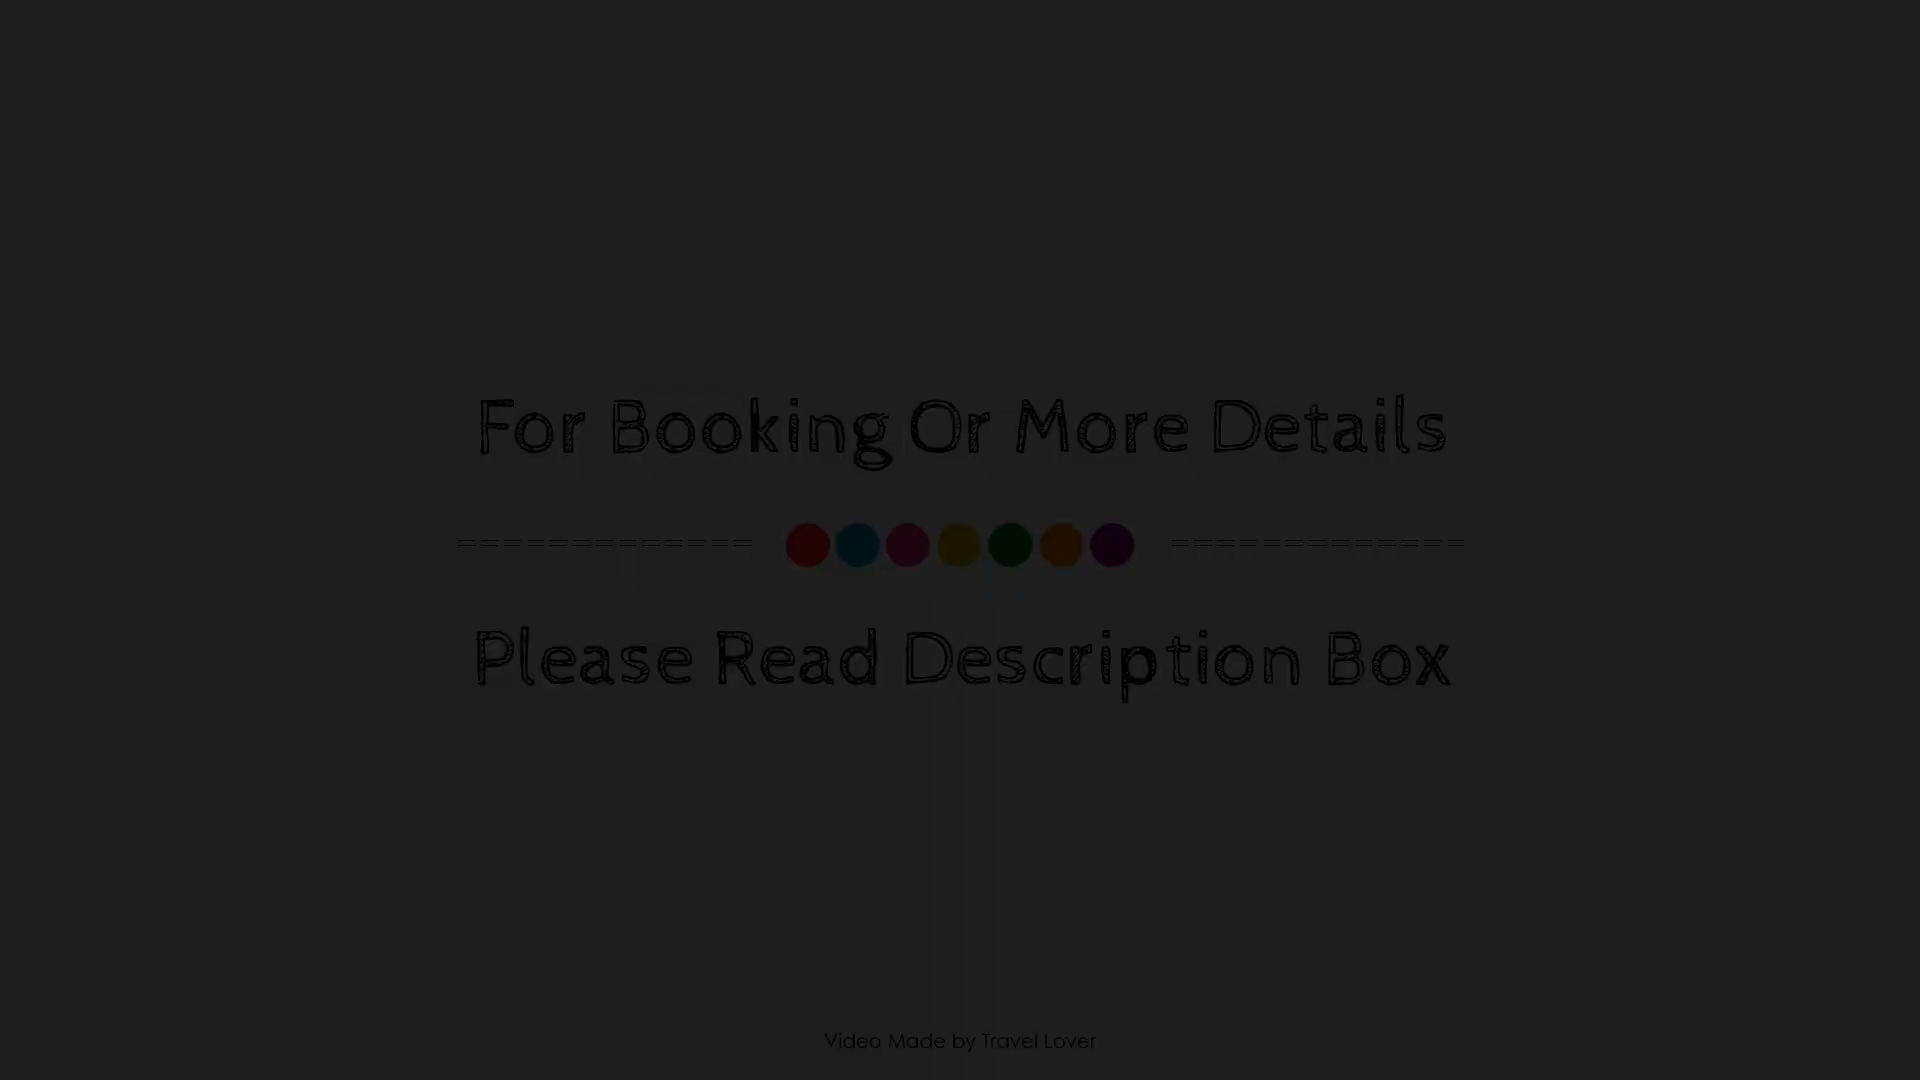 For Booking Or More Details
============= =============
Please Read Description Box
Video Made by Travel Lover